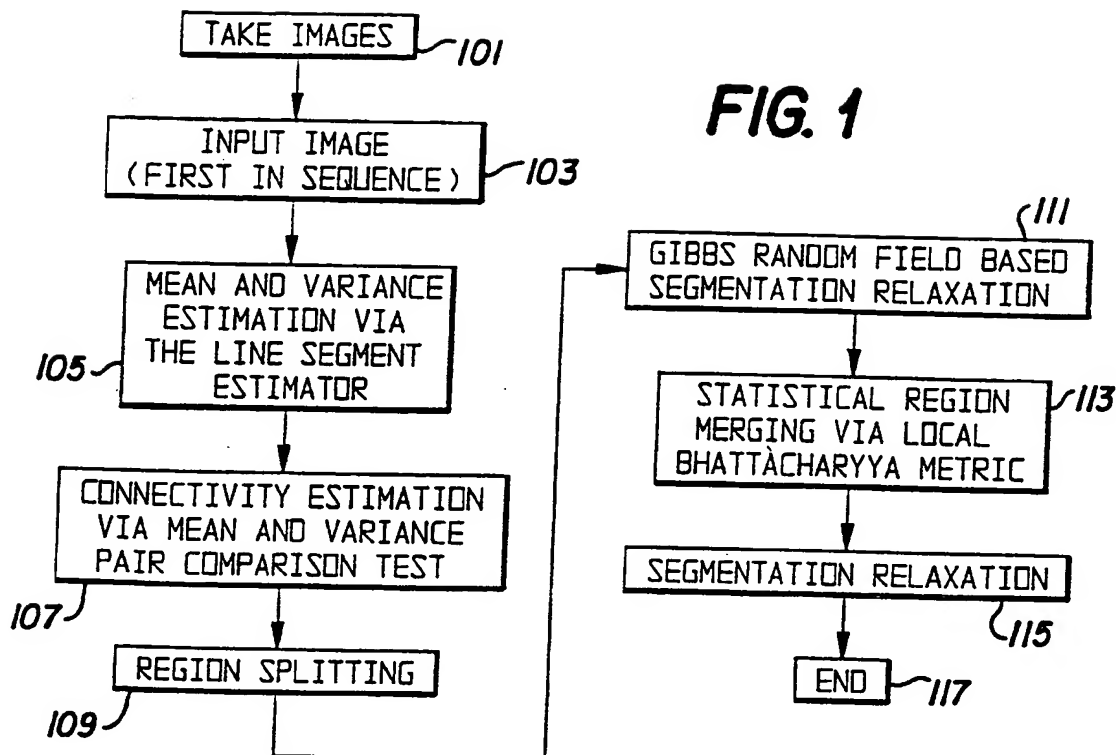 TAKE IMAGES
101
FIG. 1
INPUT IMAGE
(FIRST IN SEQUENCE)
103
MEAN AND VARIANCE
ESTIMATION VIA
THE LINE SEGMENT
ESTIMATOR
105
CONNECTIVITY ESTIMATION
VIA MEAN AND VARIANCE
PAIR COMPARISON TEST
107
REGION SPLITTING
109
111
GIBBS RANDOM FIELD BASED
SEGMENTATION RELAXATION
STATISTICAL REGION
MERGING VIA LOCAL
BHATTÀCHARYYA METRIC
113
SEGMENTATION RELAXATION
115
END
117